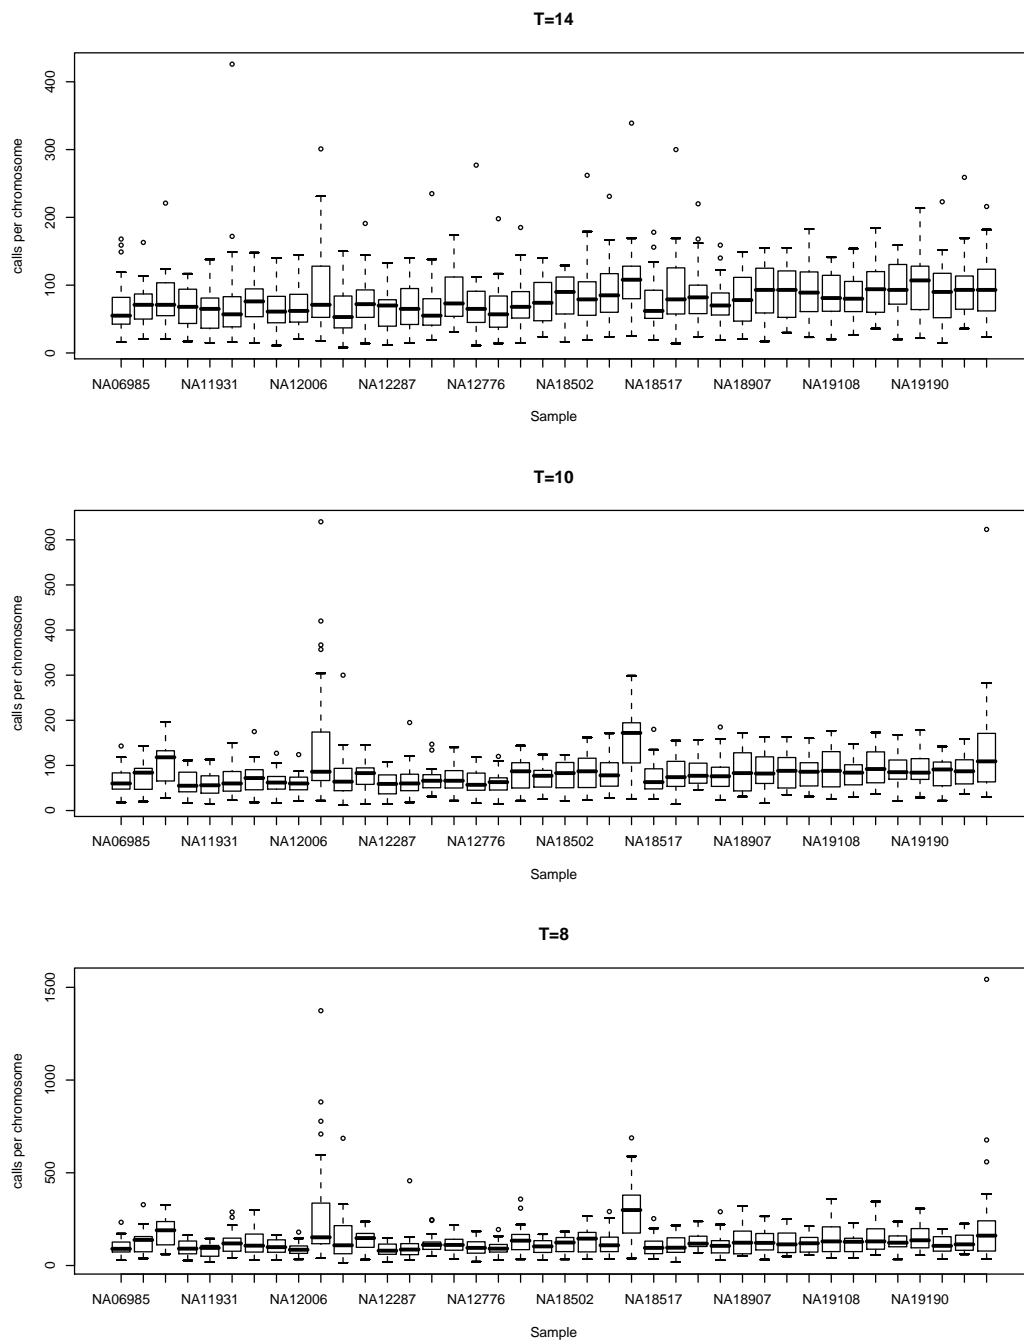 T=14
calls per chromosome
400
300
200
100
0
NA06985 NA11931 NA12006 NA12287 NA12776 NA18502 NA18517 NA18907 NA19108 NA19190
Sample
T=10
calls per chromosome
600
500
400
300
200
100
0
NA06985 NA11931 NA12006 NA12287 NA12776 NA18502 NA18517 NA18907 NA19108 NA19190
Sample
T=8
calls per chromosome
1500
1000
500
0
NA06985 NA11931 NA12006 NA12287 NA12776 NA18502 NA18517 NA18907 NA19108 NA19190
Sample